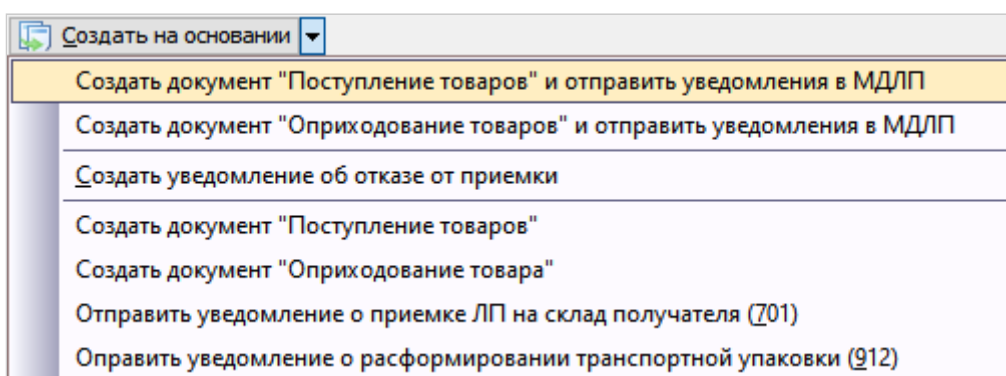 Создать на основании
Создать документ "Поступление товаров" и отправить уведомления в МДЛП
Создать документ "Оприходование товаров" и отправить уведомления в МДЛП
Создать уведомление об отказе от приемки
Создать документ "Поступление товаров"
Создать документ "Оприходование товара"
Отправить уведомление о приемке ЛП на склад получателя (701)
Оправить уведомление о расформировании транспортной упаковки (912)